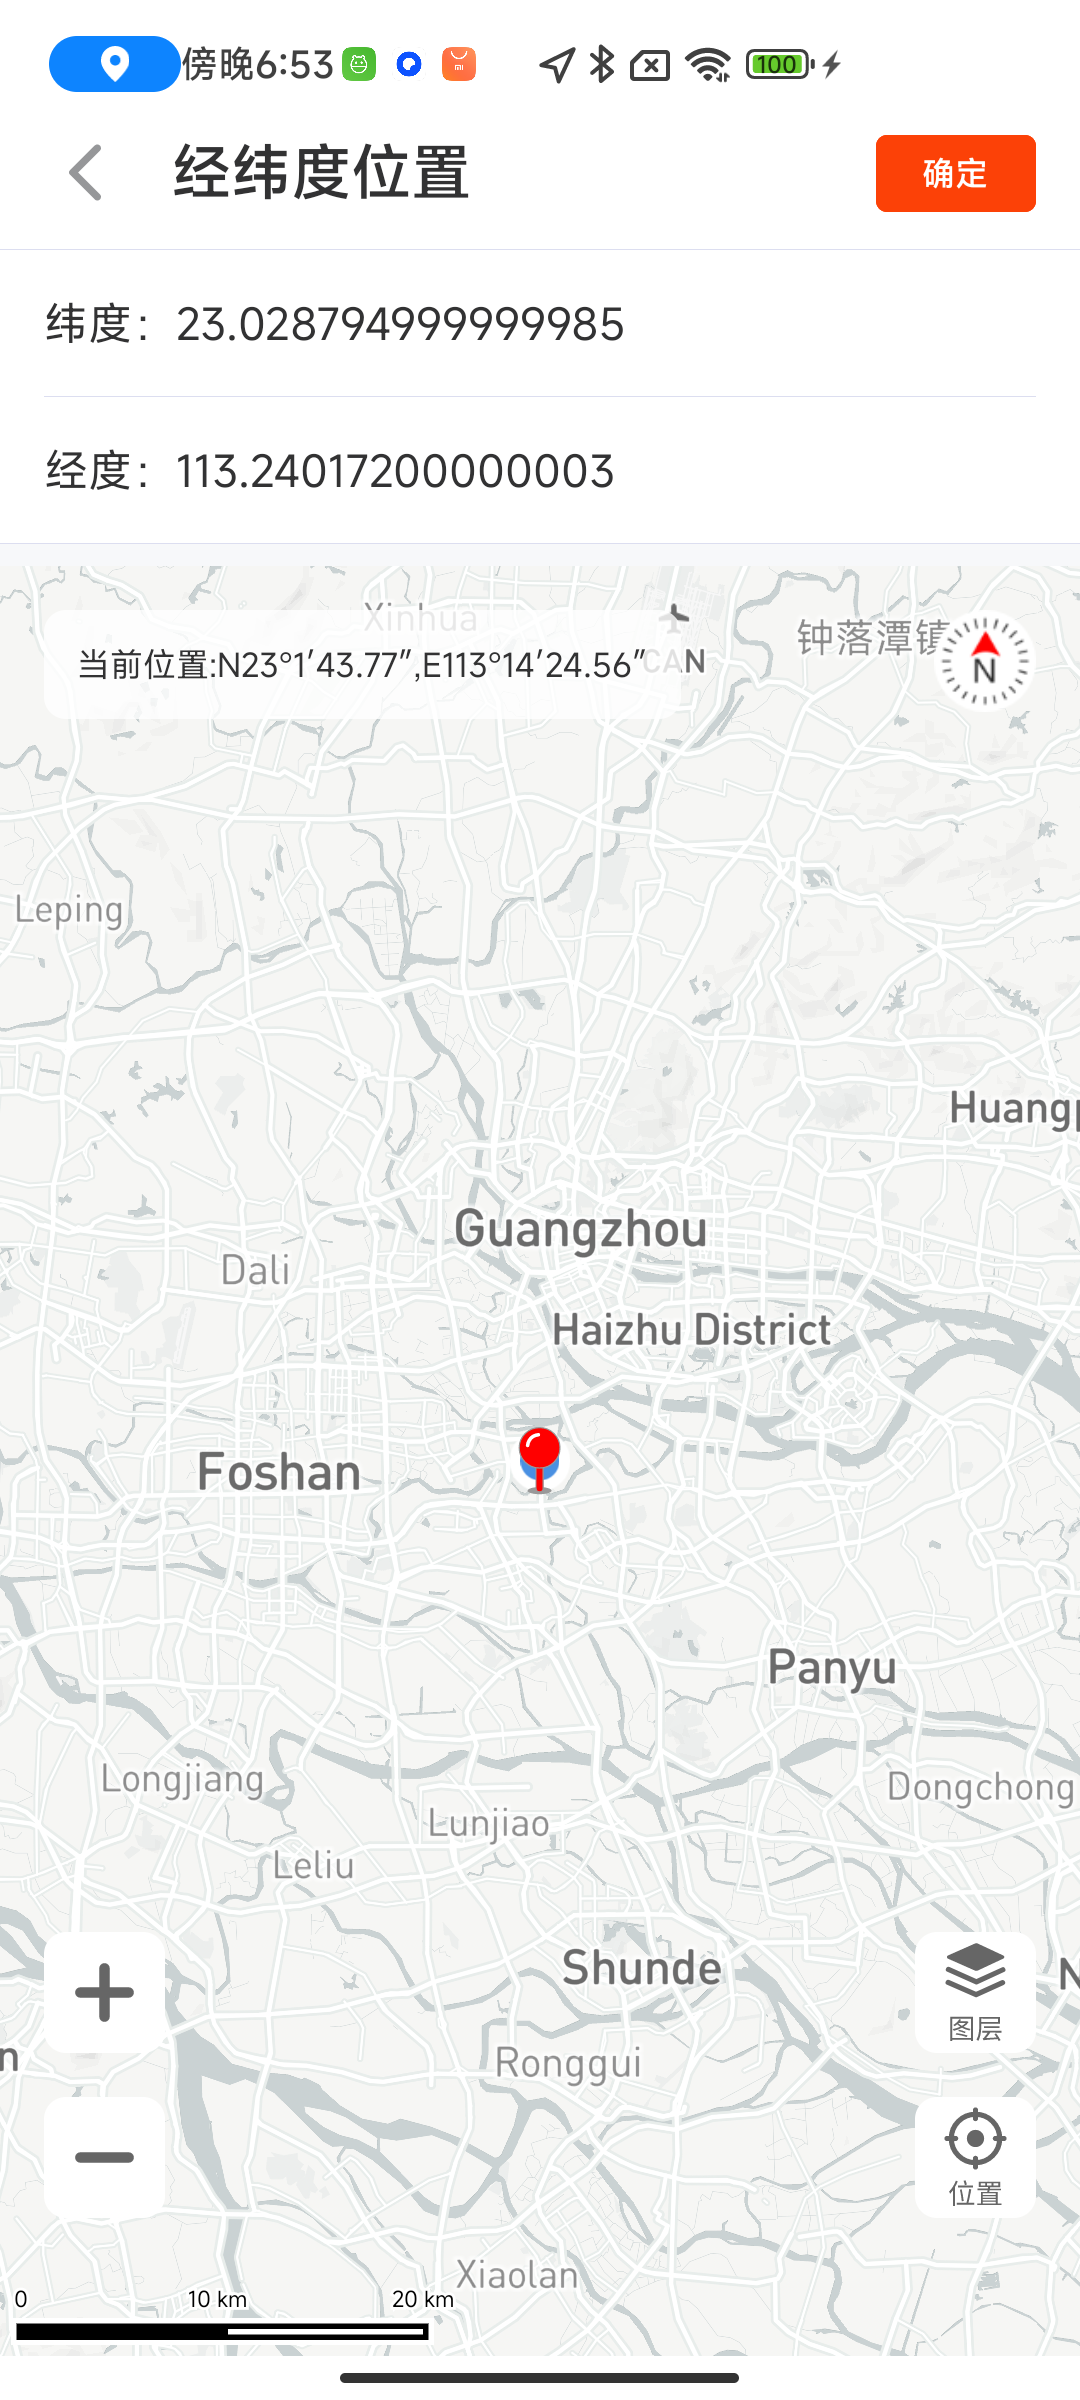 傍晚6:53
100
经纬度位置
确定
纬度：23.028794999999985
经度：113.24017200000003
Xinhua
钟落潭镇
当前位置:N23°1′43.77″,E113°14′24.56″
CAN
N
Leping
Huangp
Guangzhou
Dali
Haizhu District
Foshan
Panyu
Longjiang
Dongchong
Lunjiao
Leliu
Shunde
N
图层
n
Ronggui
位置
Xiaolan
0 10 km 20 km